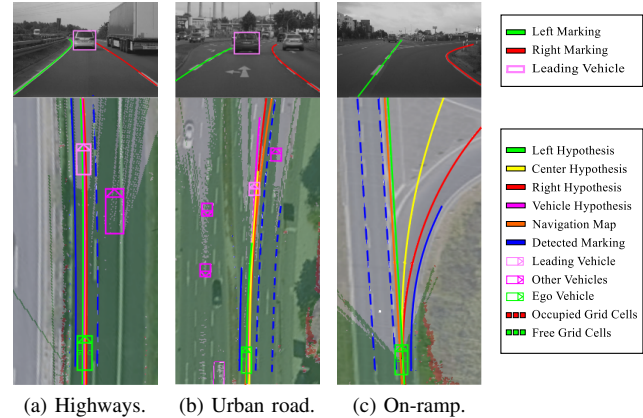 Left Marking
Right Marking
Leading Vehicle
Left Hypothesis
Center Hypothesis
Right Hypothesis
Vehicle Hypothesis
Navigation Map
Detected Marking
Leading Vehicle
Other Vehicles
Ego Vehicle
Occupied Grid Cells
Free Grid Cells
(a) Highways. (b) Urban road. (c) On-ramp.